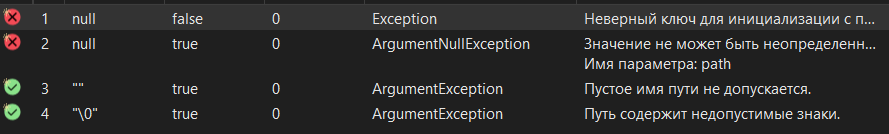 1 null false 0 Exception Неверный ключ для инициализации с п...
2 null true 0 ArgumentNullException Значение не может быть неопределенн...
Имя параметра: path
3 "" true 0 ArgumentException Пустое имя пути не допускается.
4 "\0" true 0 ArgumentException Путь содержит недопустимые знаки.